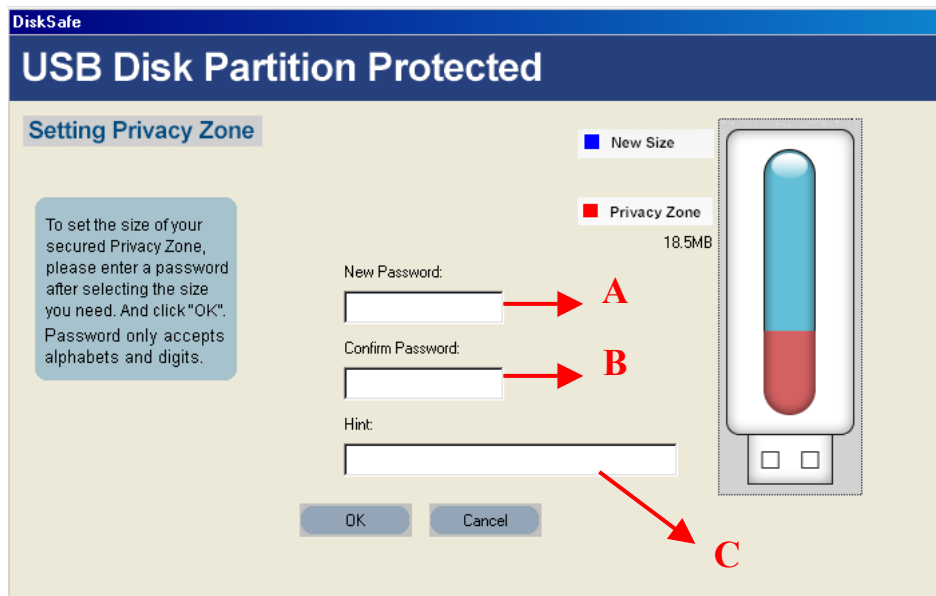 DiskSafe
USB Disk Partition Protected
Setting Privacy Zone
New Size
Privacy Zone
18.5MB
To set the size of your
secured Privacy Zone,
please enter a password
after selecting the size
you need. And click "OK".
Password only accepts
alphabets and digits.
New Password:
A
Confirm Password:
B
Hint:
C
OK
Cancel